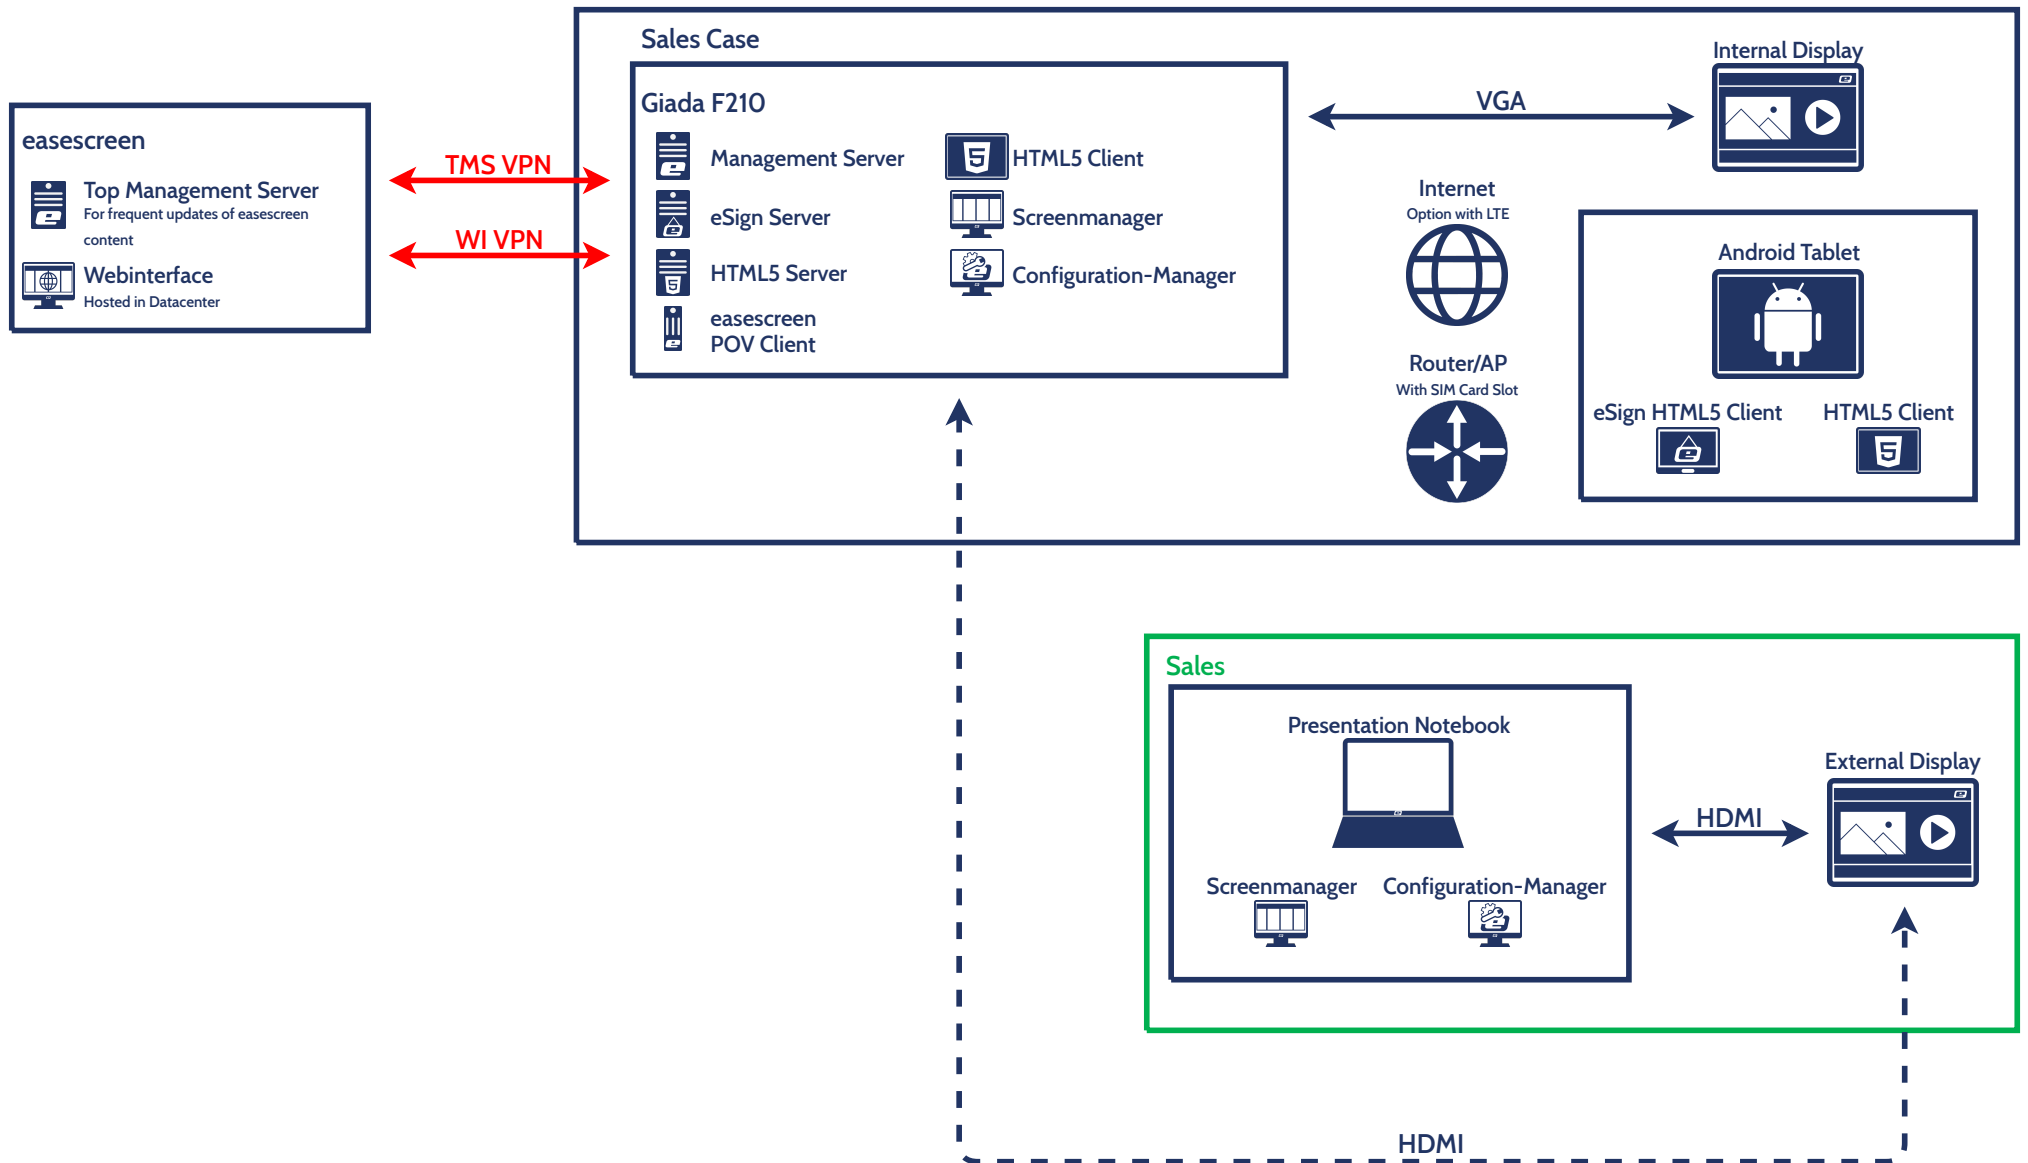 Sales Case
Internal Display
Giada F210
VGA
easescreen
TMS VPN
Management Server
HTML5 Client
Top Management Server
For frequent updates of easescreen
content
eSign Server
Screenmanager
Internet
Option with LTE
WI VPN
Webinterface
Hosted in Datacenter
HTML5 Server
Configuration-Manager
Android Tablet
easescreen
POV Client
Router/AP
With SIM Card Slot
eSign HTML5 Client
HTML5 Client
Sales
Presentation Notebook
External Display
HDMI
Screenmanager
Configuration-Manager
HDMI